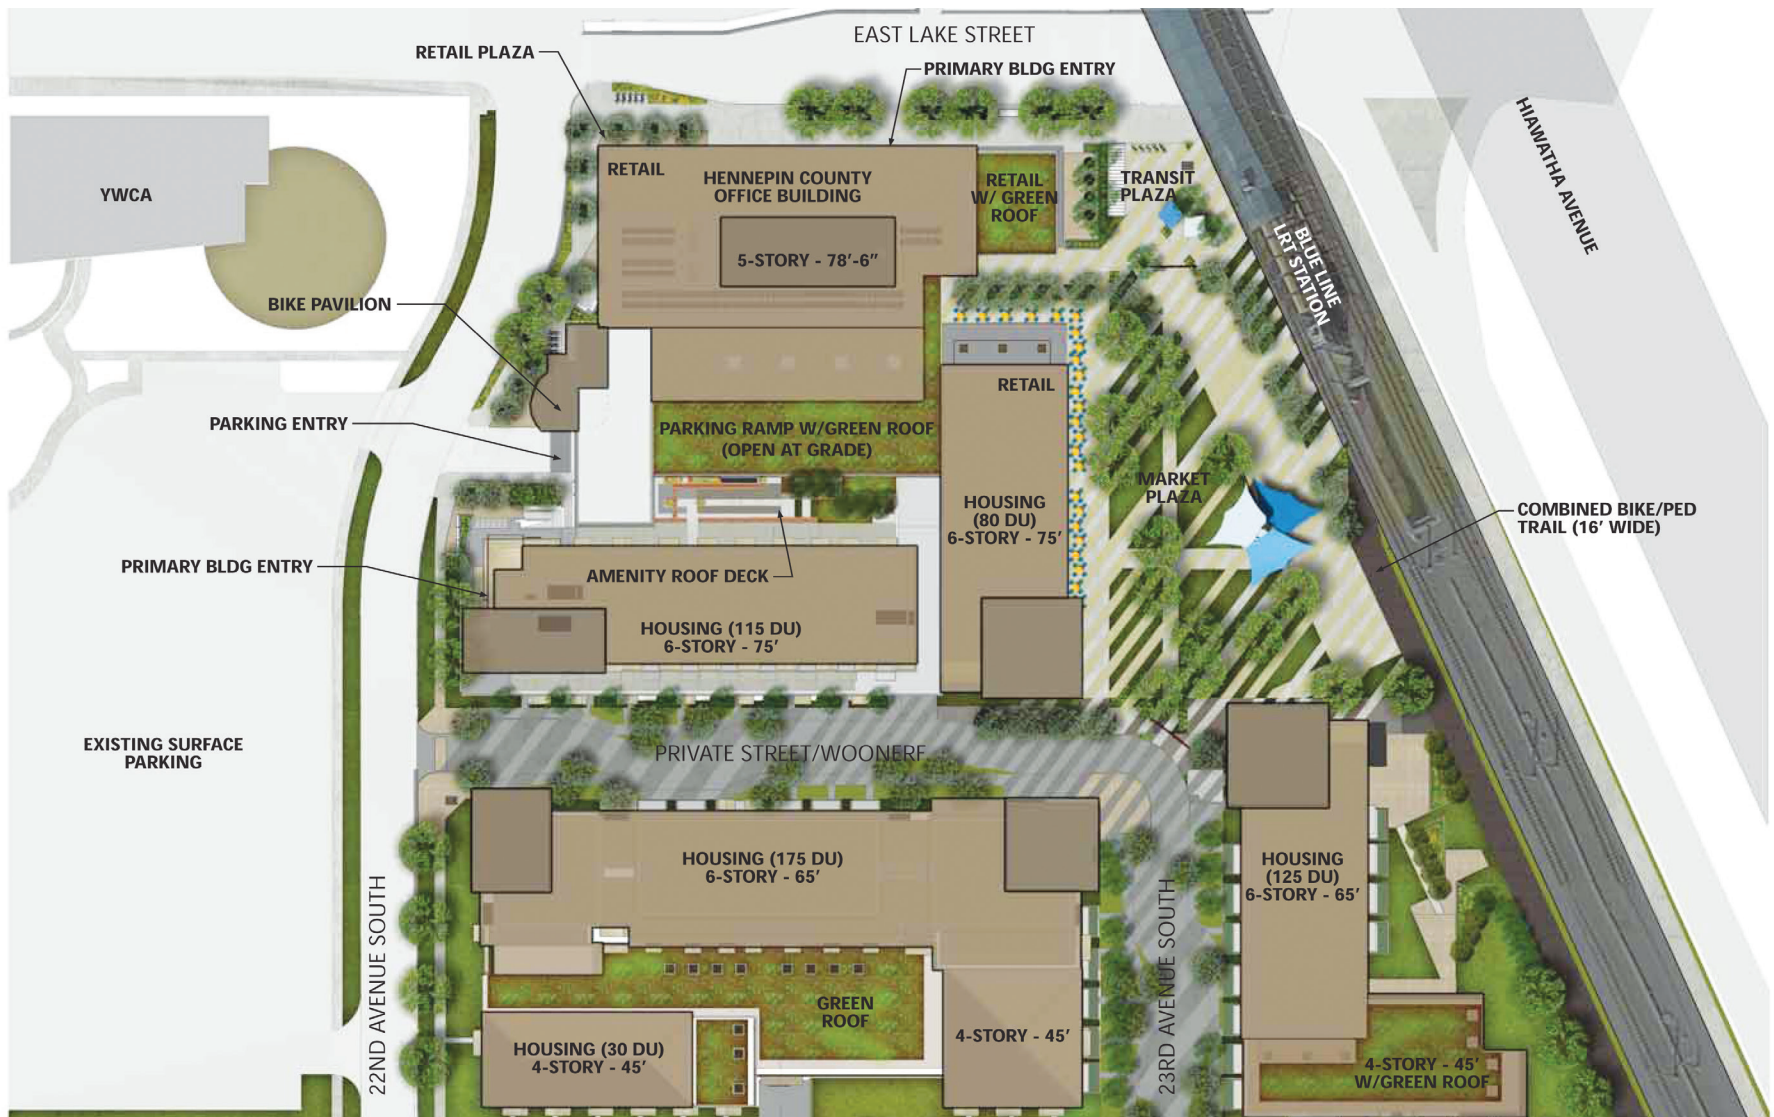 EAST LAKE STREET
RETAIL PLAZA
PRIMARY BLDG ENTRY
HIAWATHA AVENUE
YWCA
RETAIL
HENNEPIN COUNTY
OFFICE BUILDING
5-STORY - 78'-6"
RETAIL
W/ GREEN
ROOF
TRANSIT
PLAZA
BLUE LINE
LRT STATION
BIKE PAVILION
RETAIL
PARKING ENTRY
PARKING RAMP W/GREEN ROOF
(OPEN AT GRADE)
MARKET
PLAZA
HOUSING
(80 DU)
6-STORY - 75'
COMBINED BIKE/PED
TRAIL (16' WIDE)
PRIMARY BLDG ENTRY
AMENITY ROOF DECK
HOUSING (115 DU)
6-STORY - 75'
EXISTING SURFACE
PARKING
PRIVATE STREET/WOONERF
HOUSING (175 DU)
6-STORY - 65'
HOUSING
(125 DU)
6-STORY - 65'
22ND AVENUE SOUTH
23RD AVENUE SOUTH
GREEN
ROOF
HOUSING (30 DU)
4-STORY - 45'
4-STORY - 45'
4-STORY - 45'
W/GREEN ROOF